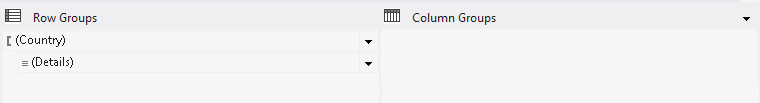 Row Groups
Column Groups
(Country)
(Details)